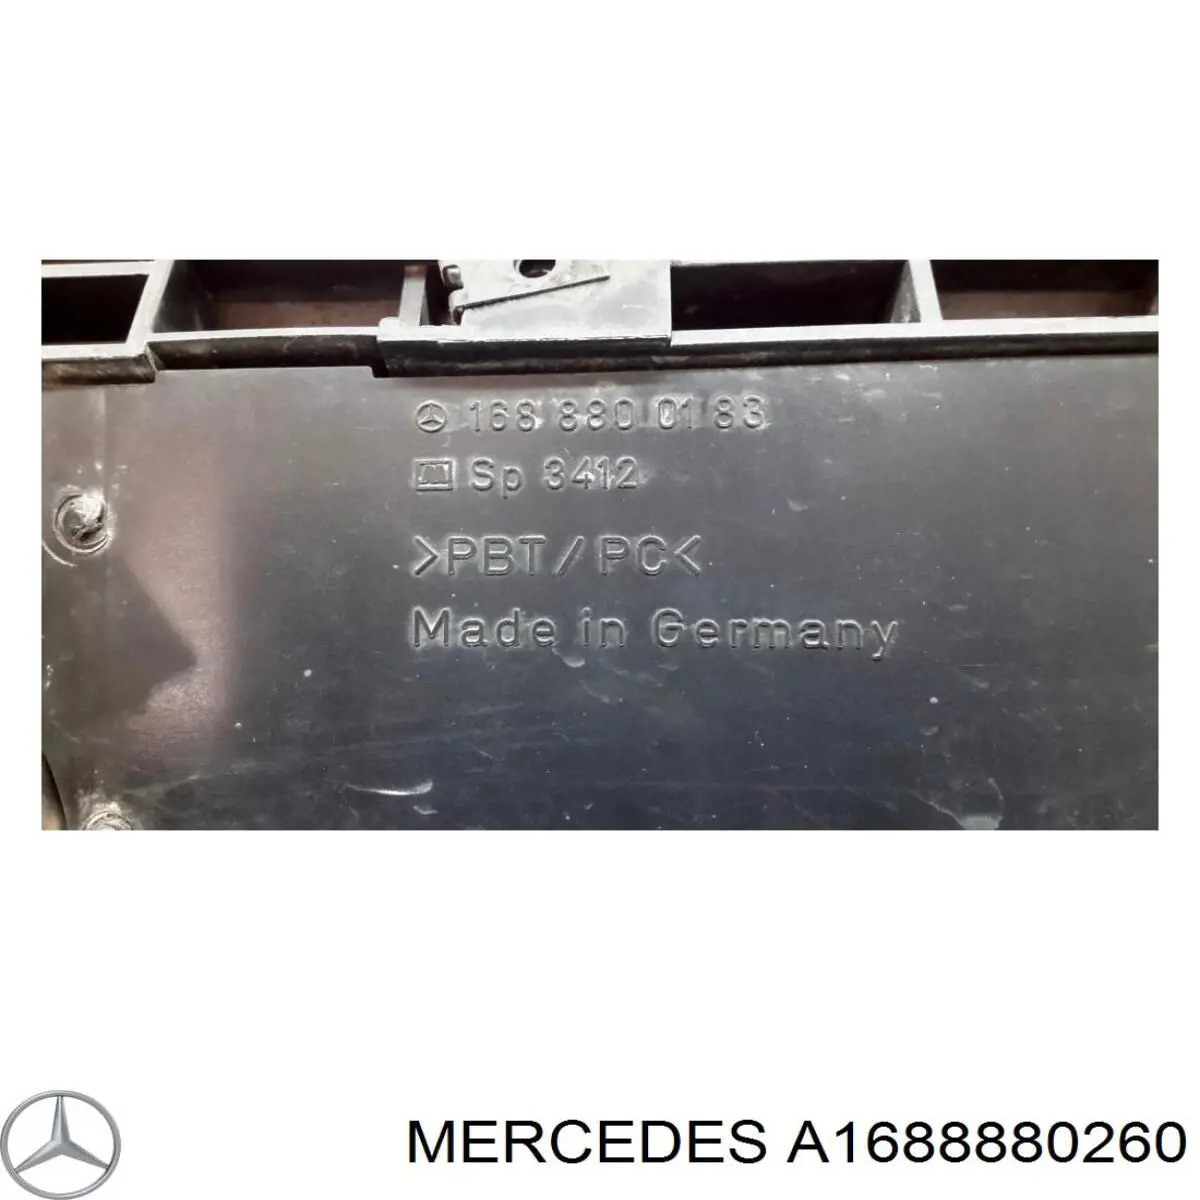 168 880 01 83
M Sp 3412
>PBT/PC<
Made in Germany
MERCEDES A1688880260